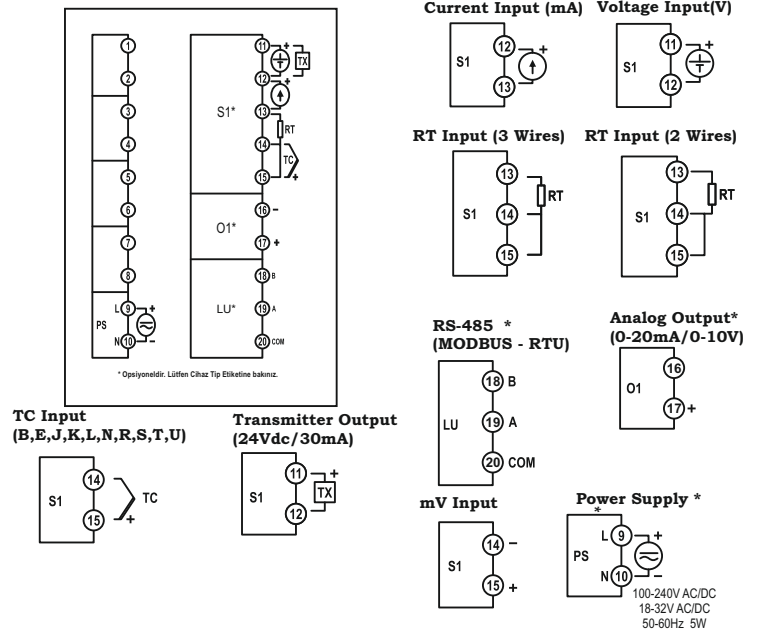 1
2
3
4
5
6
7
8
L 9 +
PS
N 10 -
11 +
TX
12
+
S1*
13
RT
14
TC
15 +
16 -
O1*
17 +
18 B
LU*
19 A
20 COM
* Opsiyoneldir. Lütfen Cihaz Tip Etiketine bakınız.
Current Input (mA)
12 +
S1
13
Voltage Input(V)
11 +
S1
12
RT Input (3 Wires)
13
RT
S1
14
15
RT Input (2 Wires)
13
RT
S1
14
15
RS-485 *
(MODBUS - RTU)
18 B
LU
19 A
20 COM
Analog Output*
(0-20mA/0-10V)
16
O1
17 +
TC Input
(B,E,J,K,L,N,R,S,T,U)
14
S1
TC
15 +
Transmitter Output
(24Vdc/30mA)
11 +
S1
TX
12
mV Input
14 –
S1
15 +
Power Supply *
*
L 9 +
PS
N 10 –
100-240V AC/DC
18-32V AC/DC
50-60Hz 5W